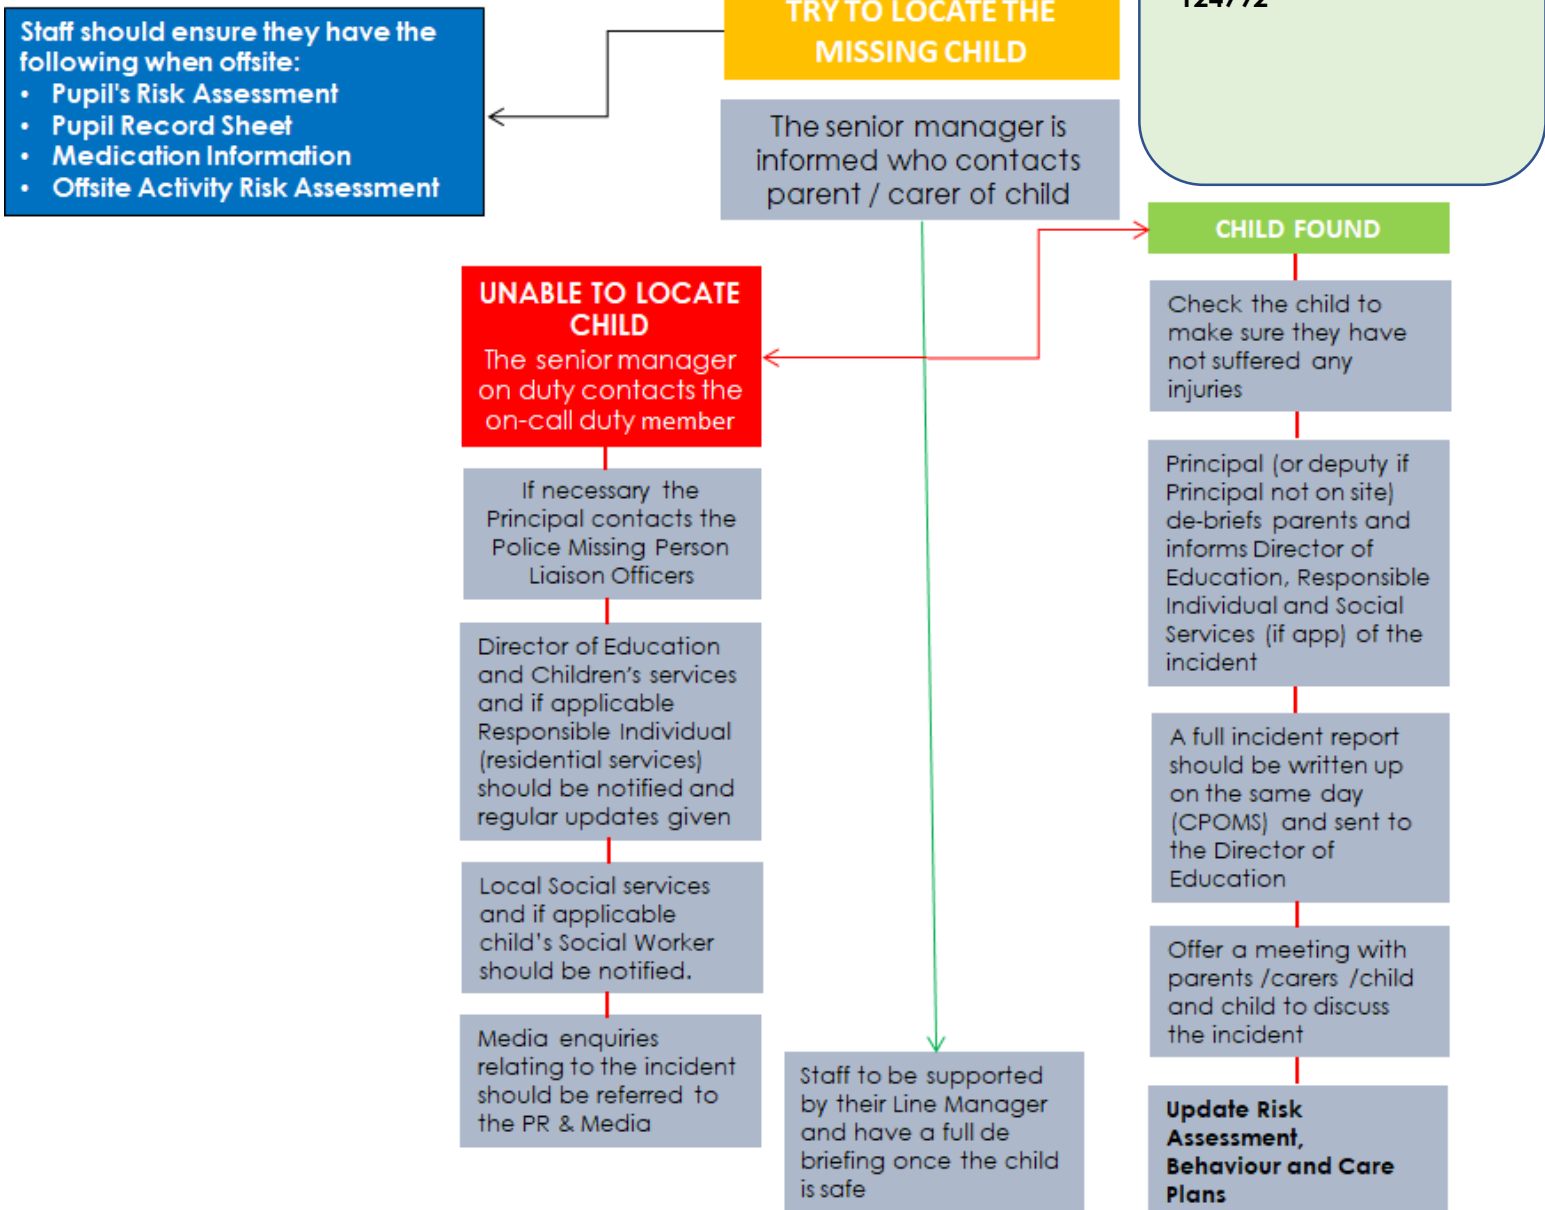 Staff should ensure they have the
following when offsite:
• Pupil's Risk Assessment
• Pupil Record Sheet
• Medication Information
• Offsite Activity Risk Assessment
TRY TO LOCATE THE
MISSING CHILD
The senior manager is
informed who contacts
parent / carer of child
UNABLE TO LOCATE
CHILD
The senior manager
on duty contacts the
on-call duty member
If necessary the
Principal contacts the
Police Missing Person
Liaison Officers
Director of Education
and Children's services
and if applicable
Responsible Individual
(residential services)
should be notified and
regular updates given
Local Social services
and if applicable
child's Social Worker
should be notified.
Media enquiries
relating to the incident
should be referred to
the PR & Media
Staff to be supported
by their Line Manager
and have a full de
briefing once the child
is safe
CHILD FOUND
Check the child to
make sure they have
not suffered any
injuries
Principal (or deputy if
Principal not on site)
de-briefs parents and
informs Director of
Education, Responsible
Individual and Social
Services (if app) of the
incident
A full incident report
should be written up
on the same day
(CPOMS) and sent to
the Director of
Education
Offer a meeting with
parents /carers /child
and child to discuss
the incident
Update Risk
Assessment,
Behaviour and Care
Plans